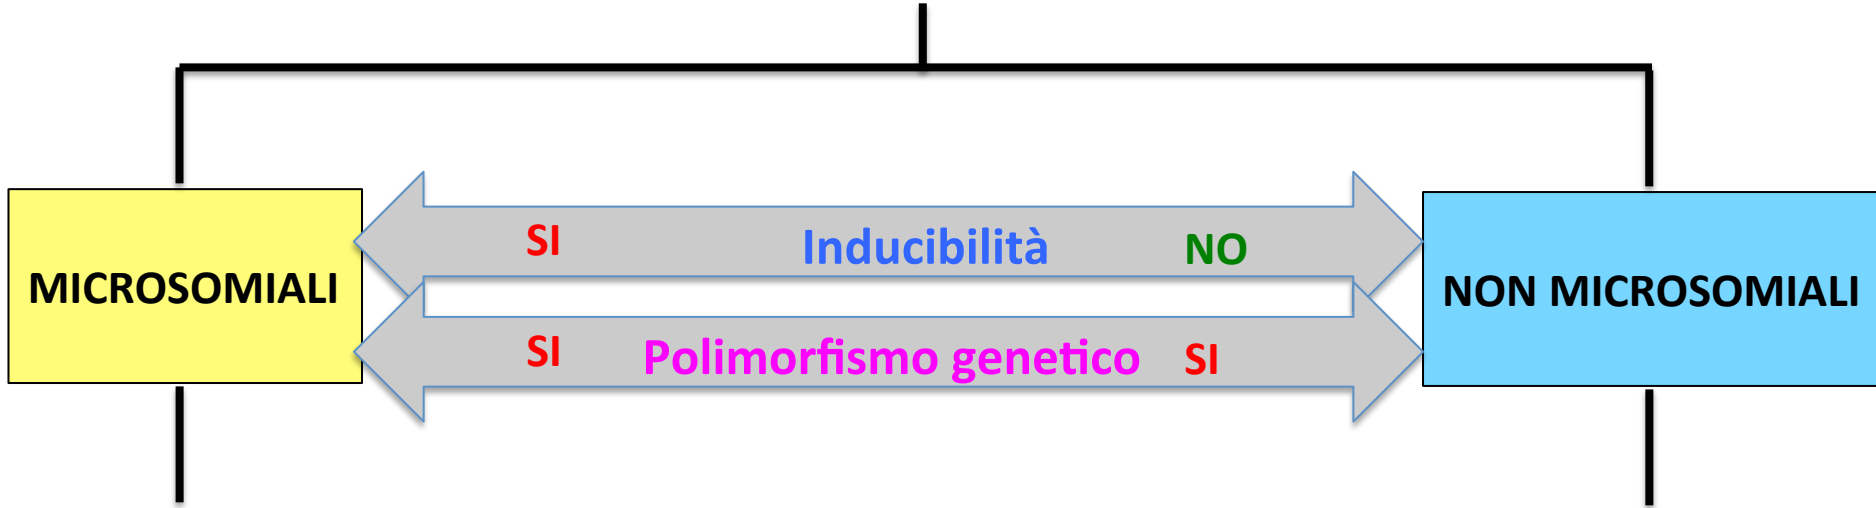 SI Inducibilità NO
MICROSOMIALI
NON MICROSOMIALI
SI Polimorfismo genetico SI